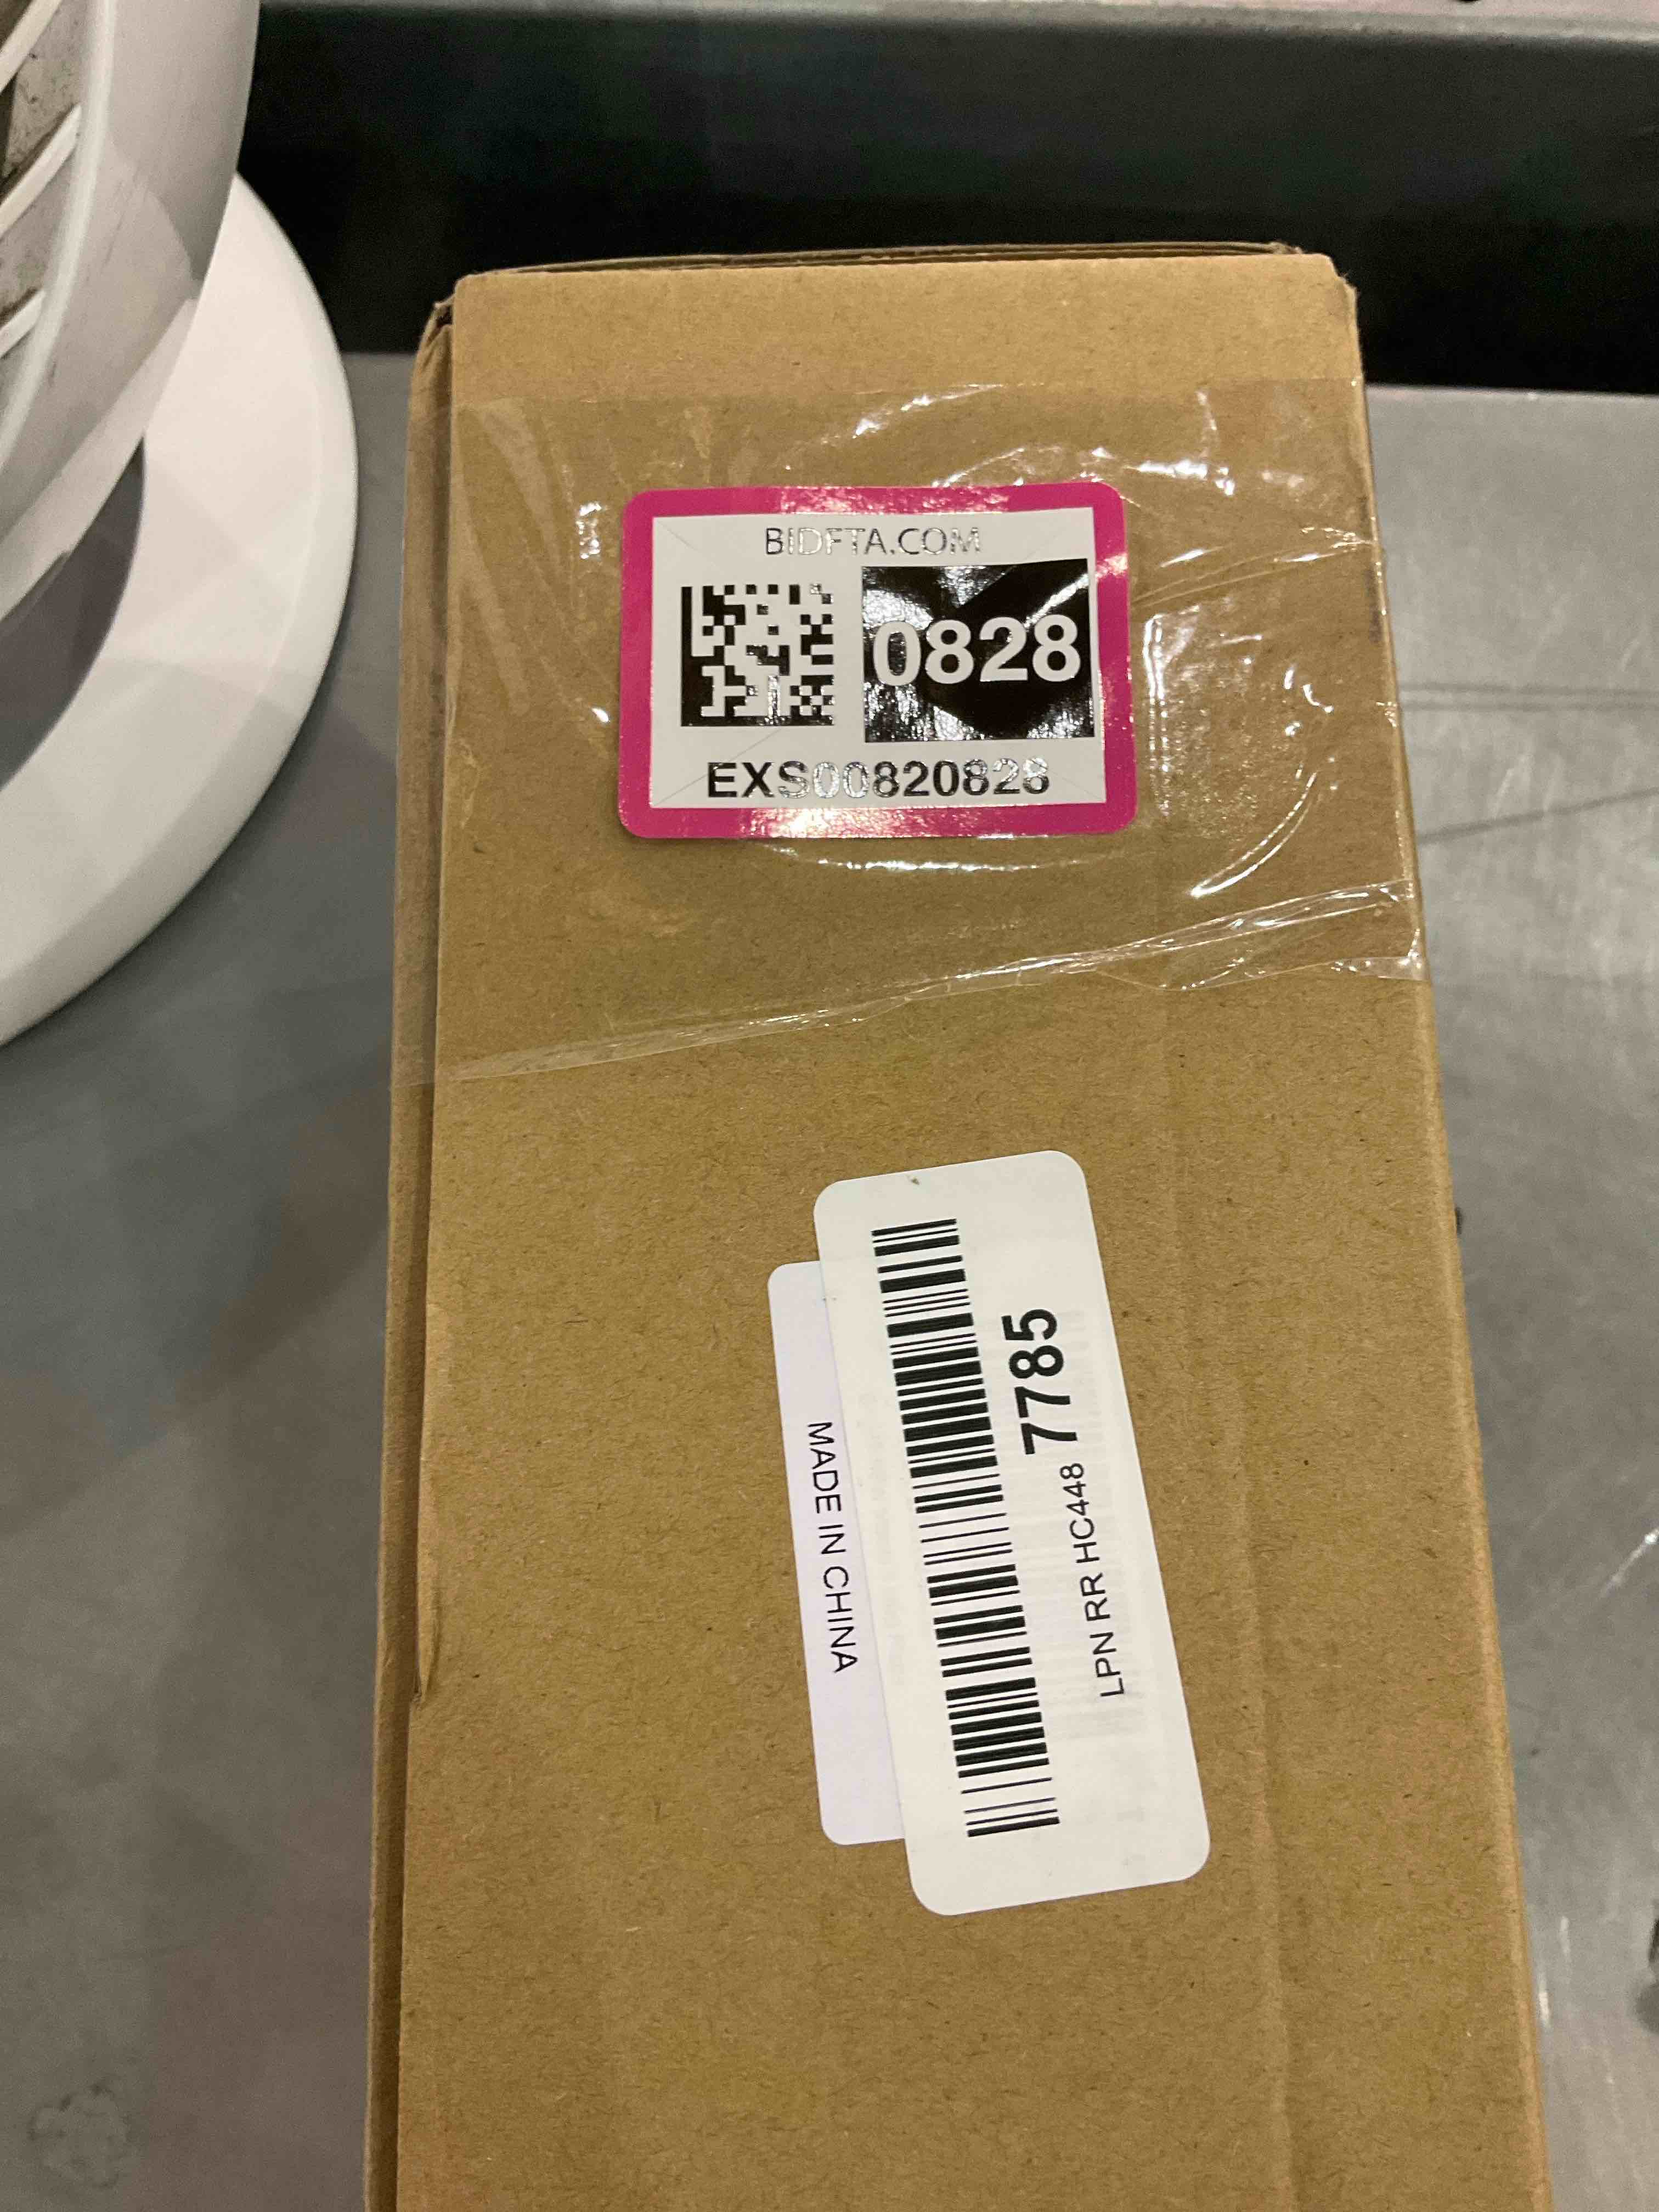 BIDFTA.COM
0828
EXS00820828
MADE IN CHINA
LPN RR HC448 7785